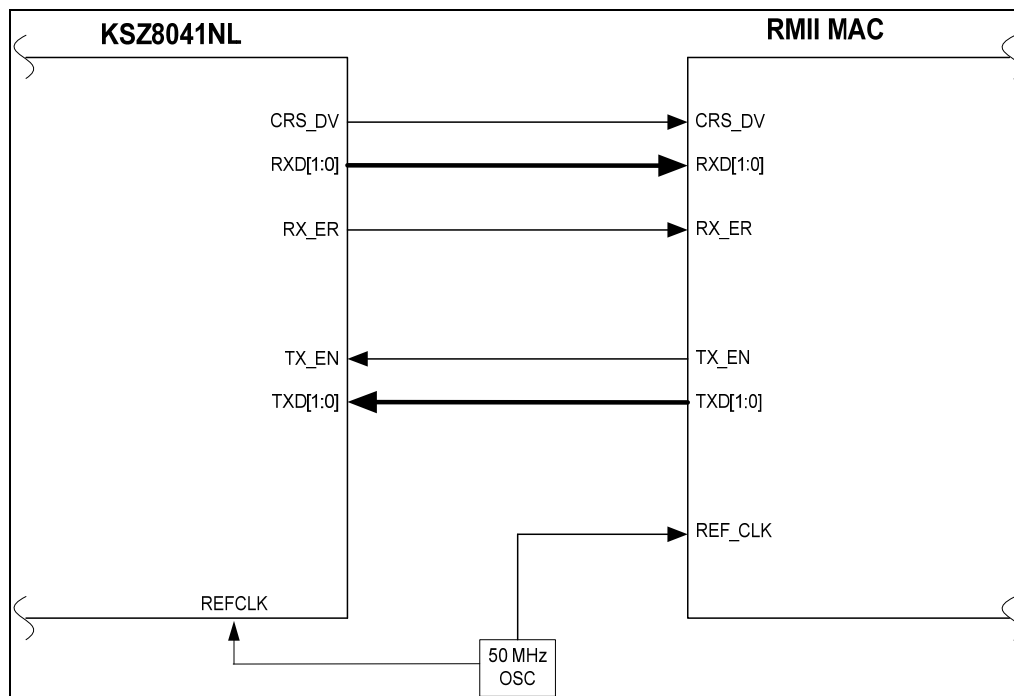 KSZ8041NL
RMII MAC
CRS_DV
CRS_DV
RXD[1:0]
RXD[1:0]
RX_ER
RX_ER
TX_EN
TX_EN
TXD[1:0]
TXD[1:0]
REF_CLK
REFCLK
50 MHz
OSC